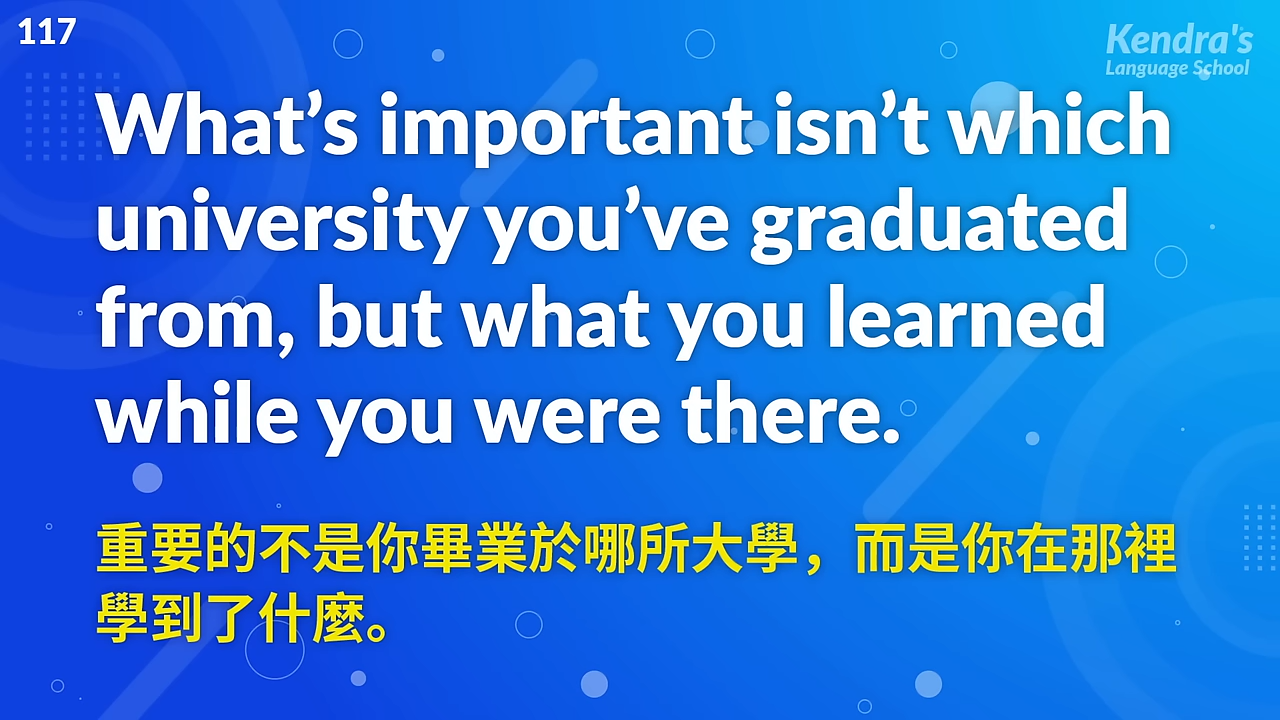 117
Kendra's
Language School
What’s important isn’t which
university you’ve graduated
from, but what you learned
while you were there.
重要的不是你畢業於哪所大學，而是你在那裡
學到了什麼。